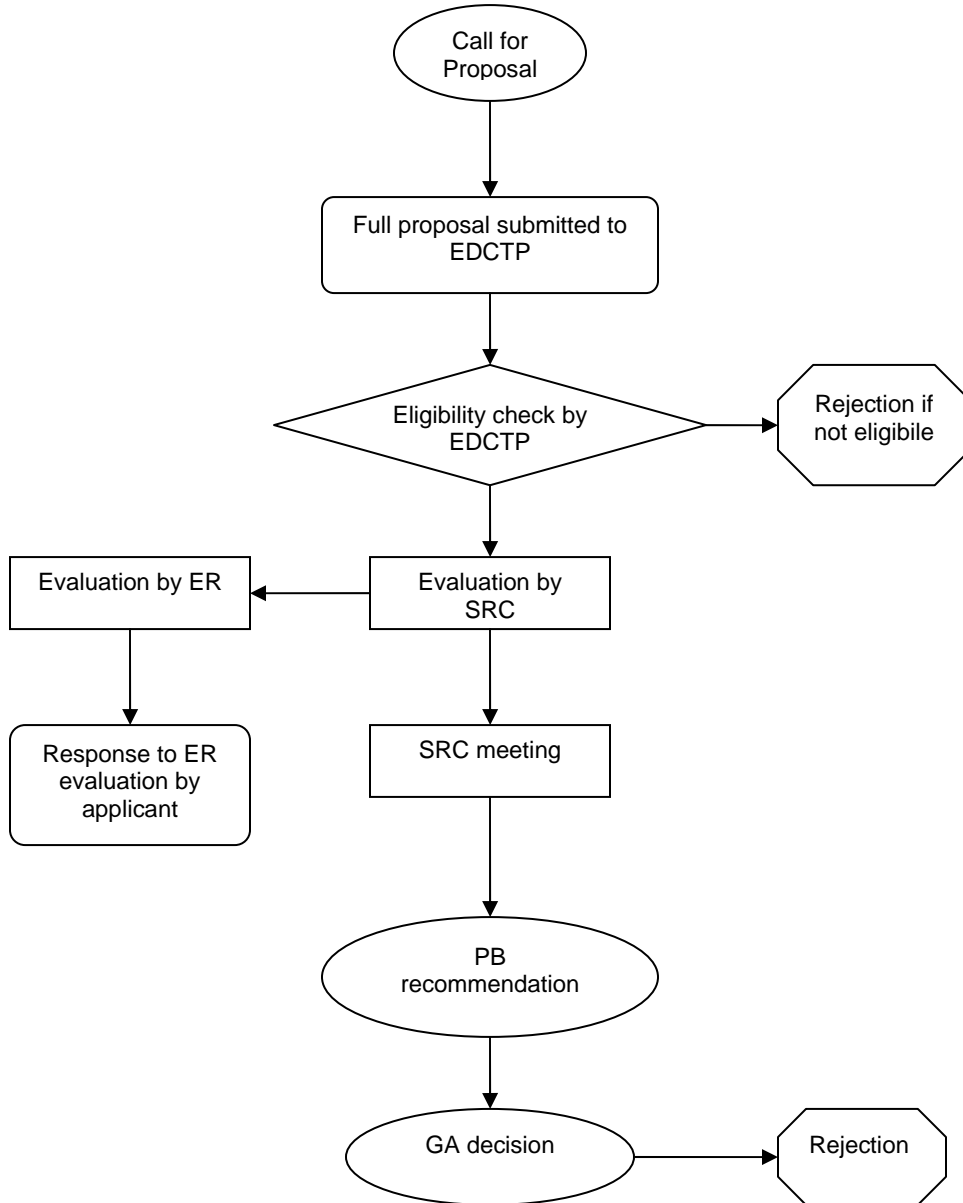 Call for
Proposal
Full proposal submitted to
EDCTP
Eligibility check by
EDCTP
Rejection if
not eligibile
Evaluation by ER
Evaluation by
SRC
Response to ER
evaluation by
applicant
SRC meeting
PB
recommendation
GA decision
Rejection